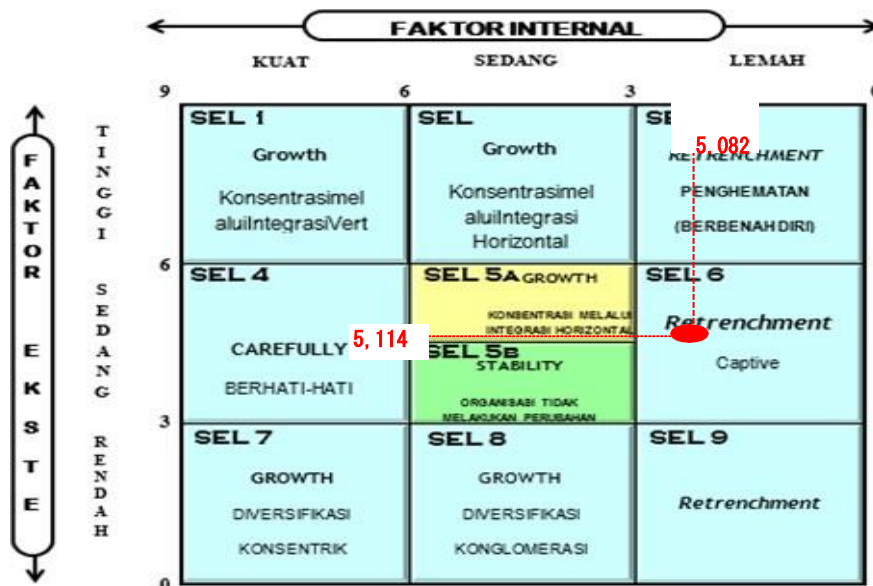 FAKTOR INTERNAL
KUAT SEDANG LEMAH
9 6 3
TINGGI SEDANG RENDAH
FAKTOR EKSTE
SEL 1
Growth
Konsentrasimel
aluiIntegrasiVert
SEL
Growth
Konsentrasimel
aluiIntegrasi
Horizontal
5,082
RETRENCHMENT
PENGHEMATAN
(BERBENAH DIRI)
6
SEL 4
CAREFULLY
BERHATI-HATI
SEL 5A GROWTH
KONSENTRASI MELALUI
INTEGRASI HORIZONTAL
5,114
SEL 5B
STABILITY
ORGANISASI TIDAK
MELAKUKAN PERUBAHAN
SEL 6
Retrenchment
Captive
3
SEL 7
GROWTH
DIVERSIFIKASI
KONSENTRIK
SEL 8
GROWTH
DIVERSIFIKASI
KONGLOMERASI
SEL 9
Retrenchment